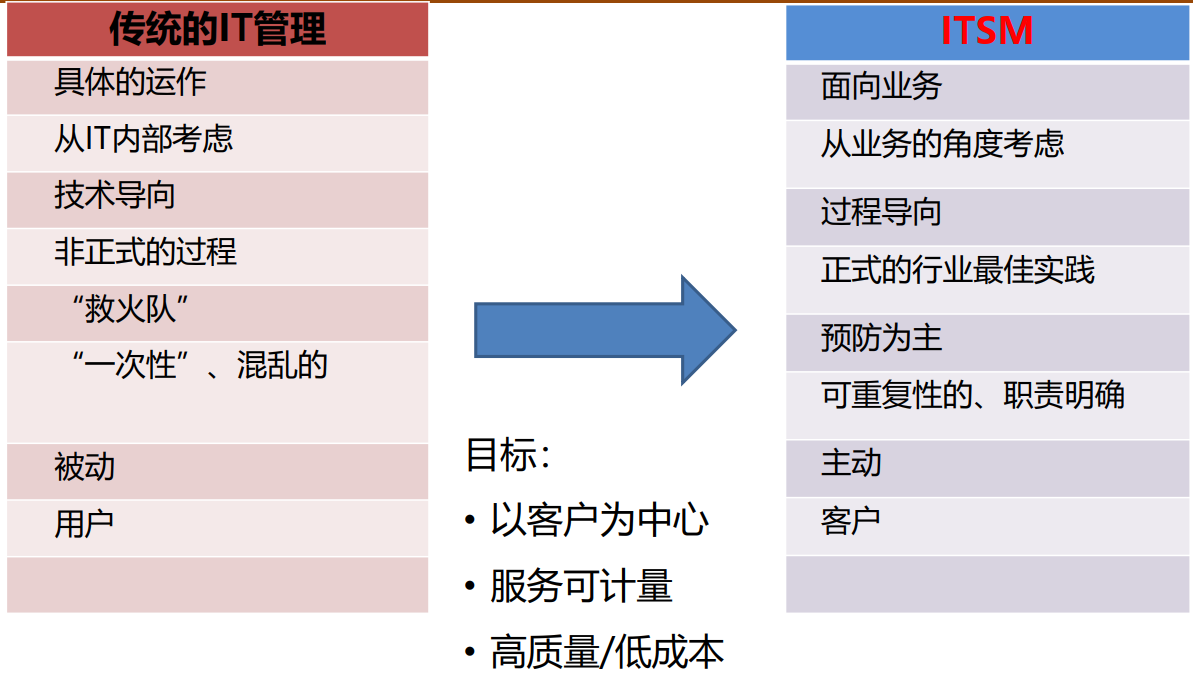 传统的IT管理
具体的运作
从IT内部考虑
技术导向
非正式的过程
“救火队”
“一次性”、混乱的
被动
用户
目标：
• 以客户为中心
• 服务可计量
• 高质量/低成本
ITSM
面向业务
从业务的角度考虑
过程导向
正式的行业最佳实践
预防为主
可重复性的、职责明确
主动
客户